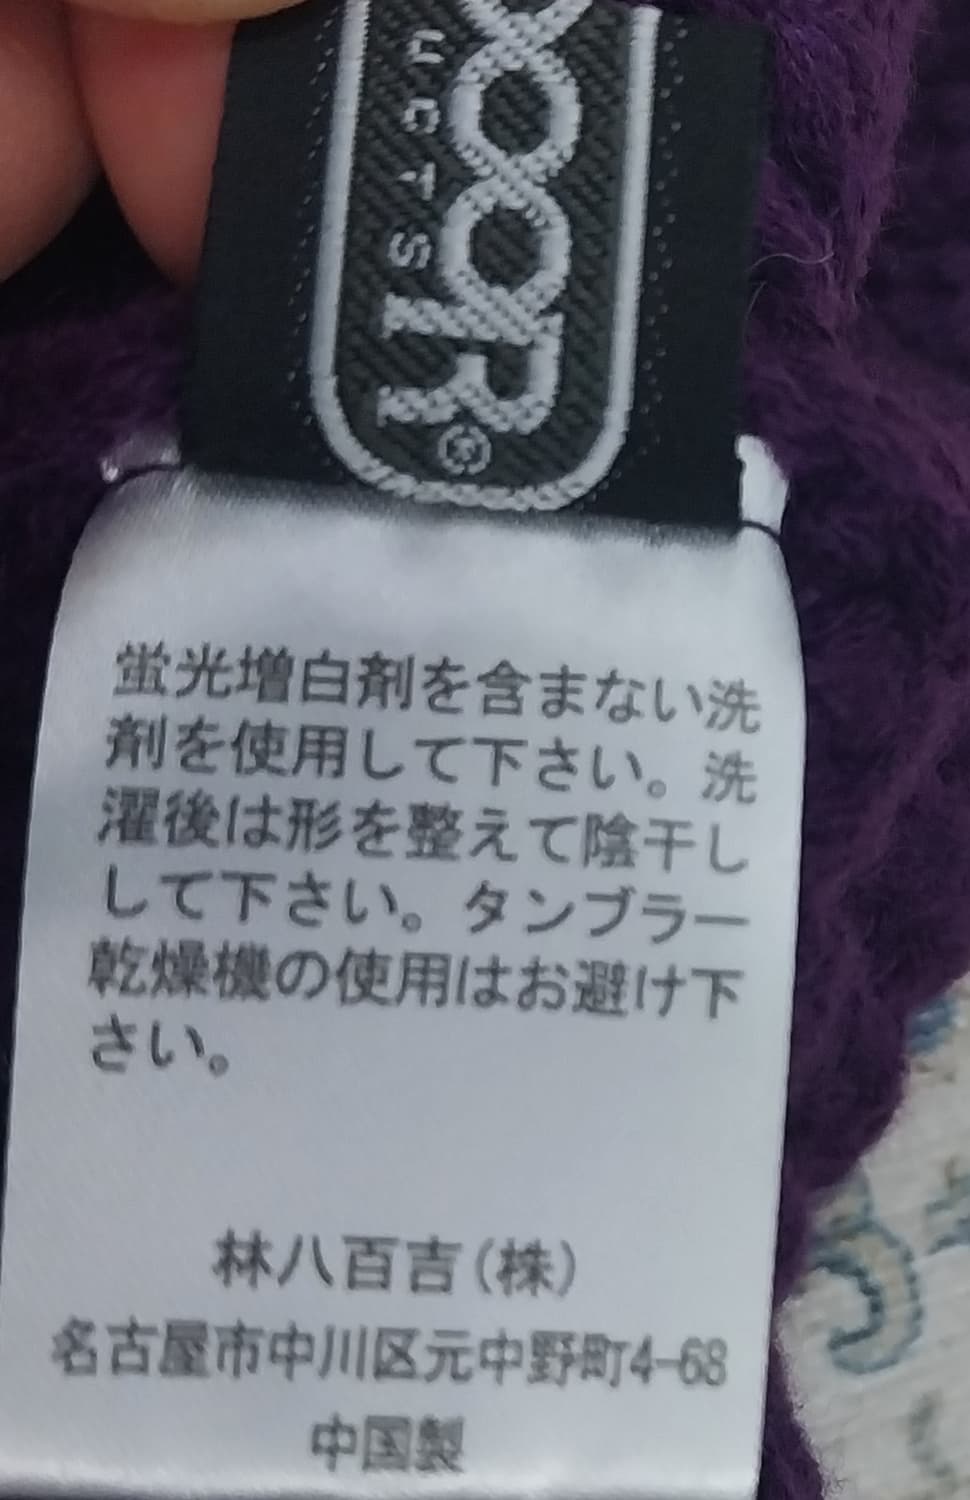 UCTS
OOR®
蛍光増白剤を含まない洗
剤を使用して下さい。洗
濯後は形を整えて陰干し
して下さい。タンブラー
乾燥機の使用はお避け下
さい。
林八百吉(株)
名古屋市中川区元中野町4-68
中国製